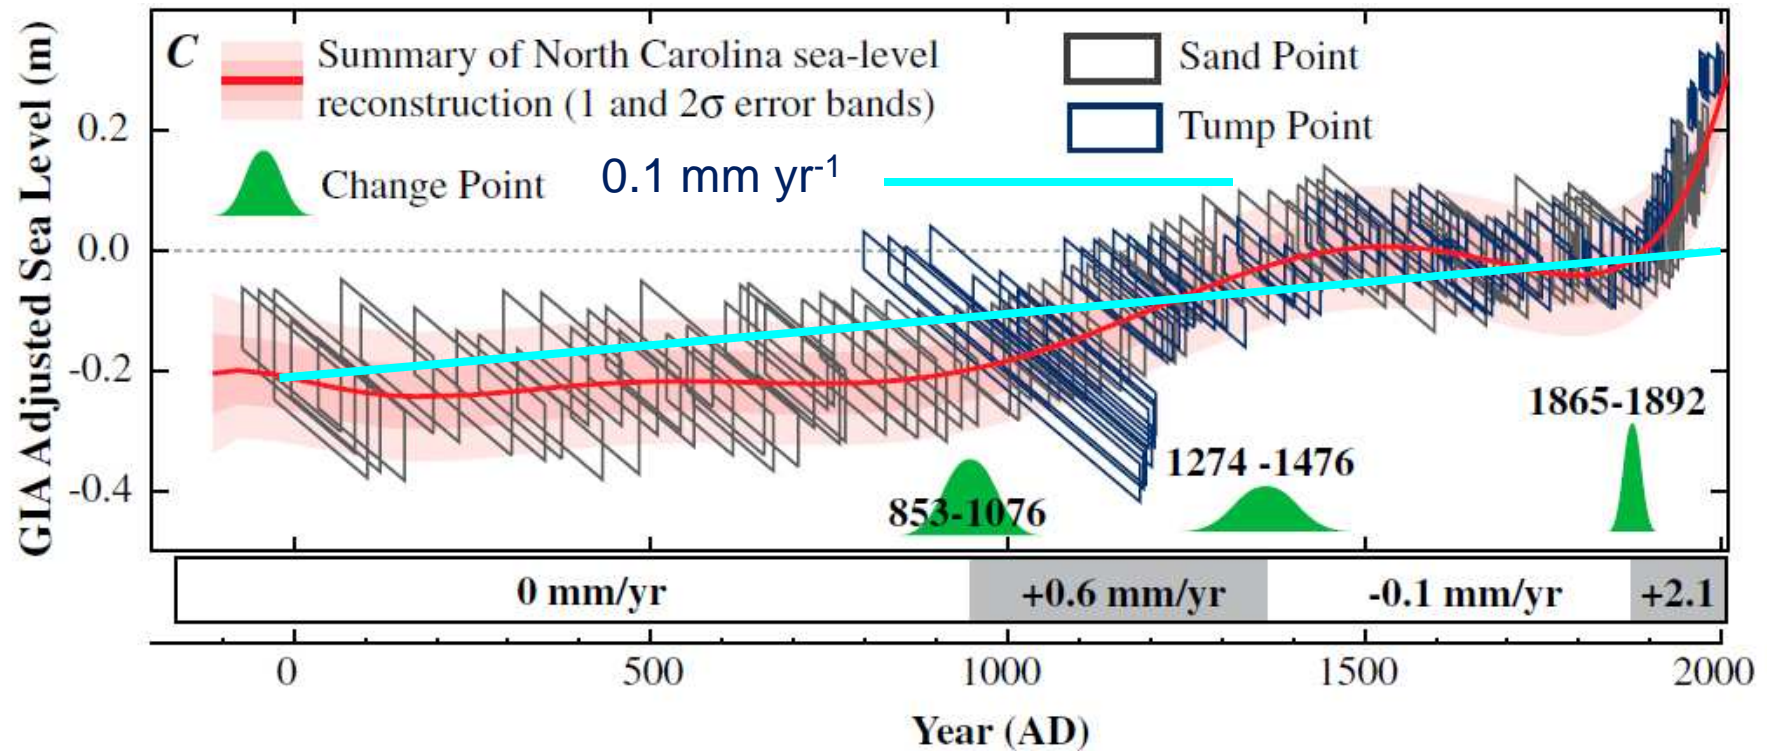 C
Summary of North Carolina sea-level
reconstruction (1 and 2σ error bands)
Change Point
0.1 mm yr-1
Sand Point
Tump Point
GIA Adjusted Sea Level (m)
0.2
0.0
-0.2
-0.4
853-1076
1274 -1476
1865-1892
0 mm/yr
+0.6 mm/yr
-0.1 mm/yr
+2.1
0
500
1000
1500
2000
Year (AD)